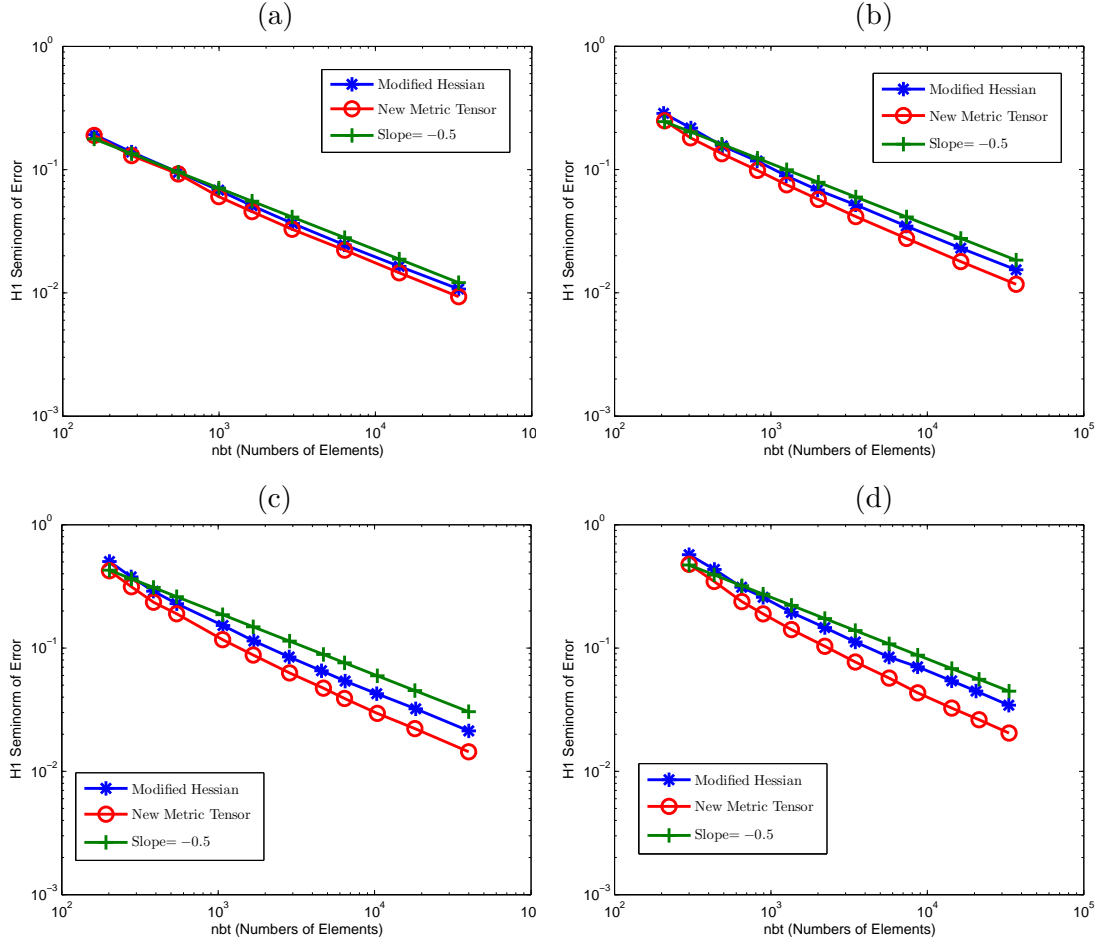 (a)
10^0
10^-1
10^-2
10^-3
H1 Seminorm of Error
Modified Hessian
New Metric Tensor
Slope= −0.5
10^2
10^3
10^4
10
nbt (Numbers of Elements)
(b)
10^0
10^-1
10^-2
10^-3
H1 Seminorm of Error
Modified Hessian
New Metric Tensor
Slope= −0.5
10^2
10^3
10^4
10^5
nbt (Numbers of Elements)
(c)
10^0
10^-1
10^-2
10^-3
H1 Seminorm of Error
Modified Hessian
New Metric Tensor
Slope= −0.5
10^2
10^3
10^4
10
nbt (Numbers of Elements)
(d)
10^0
10^-1
10^-2
10^-3
H1 Seminorm of Error
Modified Hessian
New Metric Tensor
Slope= −0.5
10^2
10^3
10^4
10^5
nbt (Numbers of Elements)